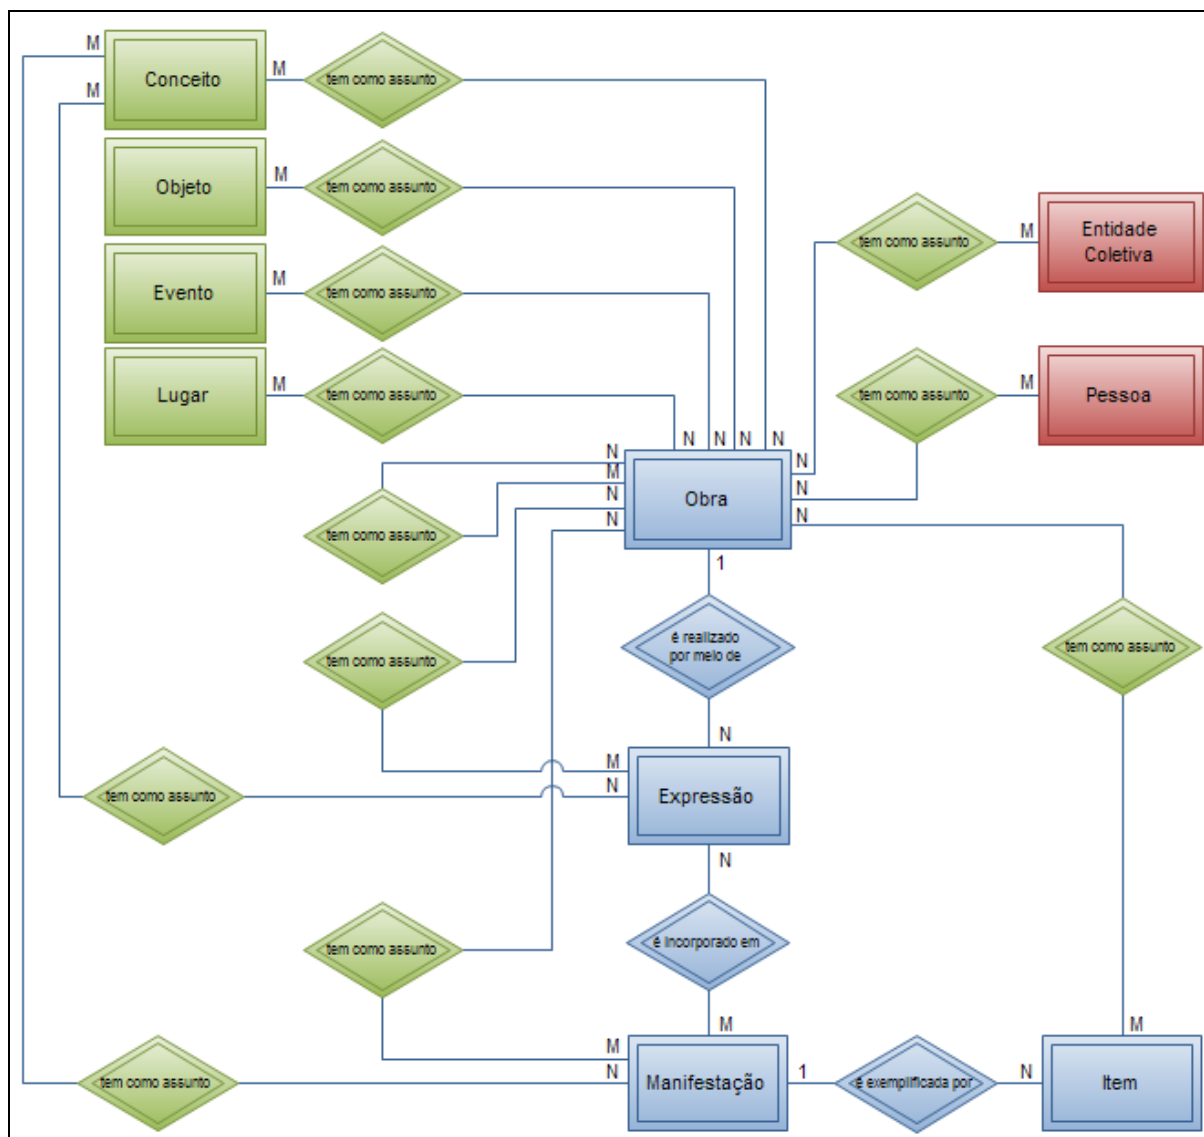 M
Conceito
M
tem como assunto
M
Objeto
M
tem como assunto
Evento
M
tem como assunto
Lugar
M
tem como assunto
tem como assunto
M
Entidade
Coletiva
tem como assunto
M
Pessoa
N
N
N
N
N
M
N
N
Obra
N
N
N
tem como assunto
1
é realizado
por meio de
tem como assunto
tem como assunto
N
M
N
Expressão
tem como assunto
N
tem como assunto
é incorporado em
M
M
N
Manifestação
1
é exemplificada por
N
M
Item
tem como assunto